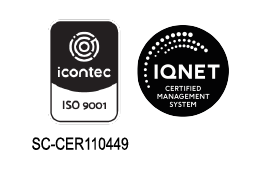 icontec
ISO 9001
SC-CER110449
IQNET
CERTIFIED
MANAGEMENT
SYSTEM